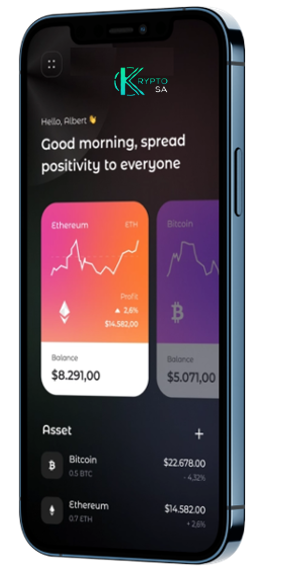 KRYPTO
SA
Hello, Albert 👋
Good morning, spread
positivity to everyone
Ethereum ETH
Profit
▲ 2,6%
$14.582,00
Balance
$8.291,00
Bitcoin
Balance
$5.071,00
Asset +
Bitcoin $22.678.00
0.5 BTC - 4,32%
Ethereum $14.582.00
0.7 ETH + 2,6%